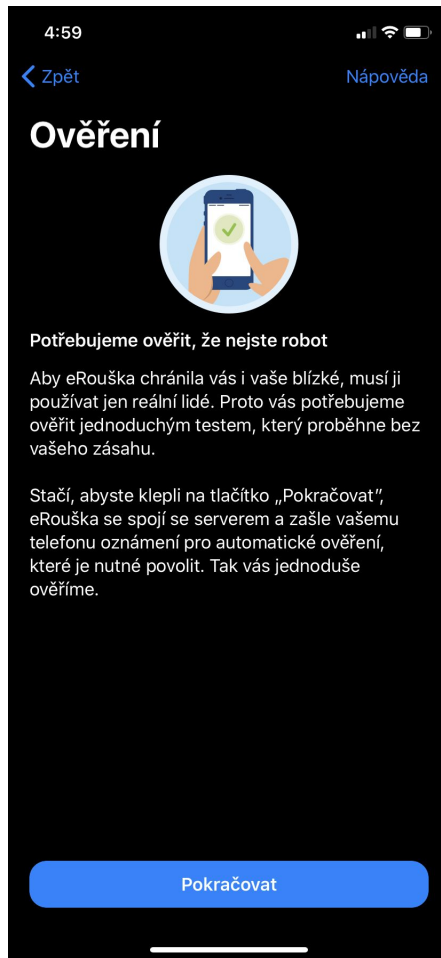 4:59
Zpět
Nápověda
Ověření
Potřebujeme ověřit, že nejste robot
Aby eRouška chránila vás i vaše blízké, musí ji
používat jen reální lidé. Proto vás potřebujeme
ověřit jednoduchým testem, který proběhne bez
vašeho zásahu.
Stačí, abyste klepli na tlačítko „Pokračovat",
eRouška se spojí se serverem a zašle vašemu
telefonu oznámení pro automatické ověření,
které je nutné povolit. Tak vás jednoduše
ověříme.
Pokračovat